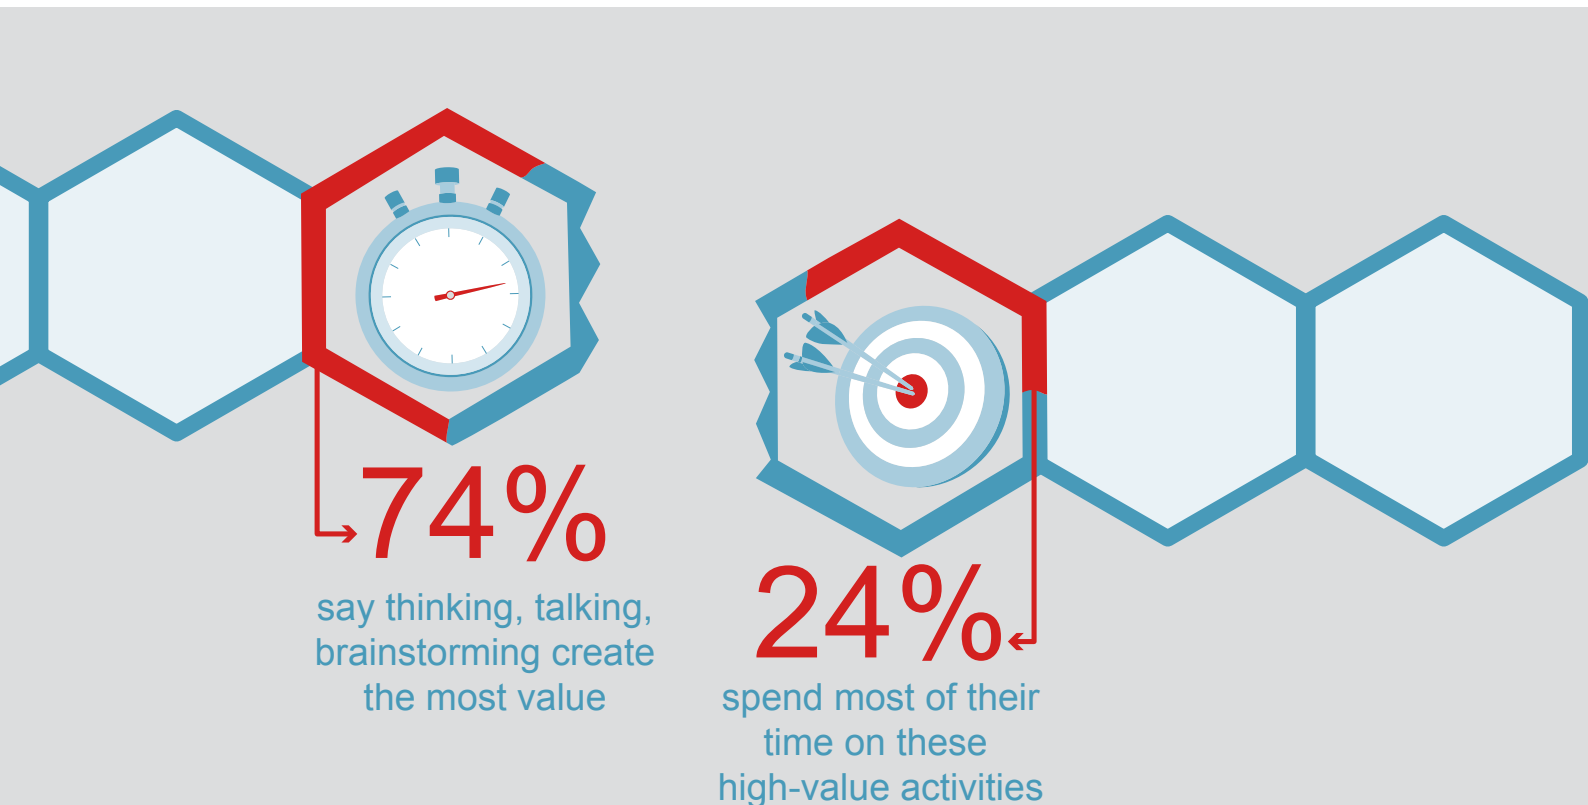 74%
say thinking, talking,
brainstorming create
the most value
24%
spend most of their
time on these
high-value activities